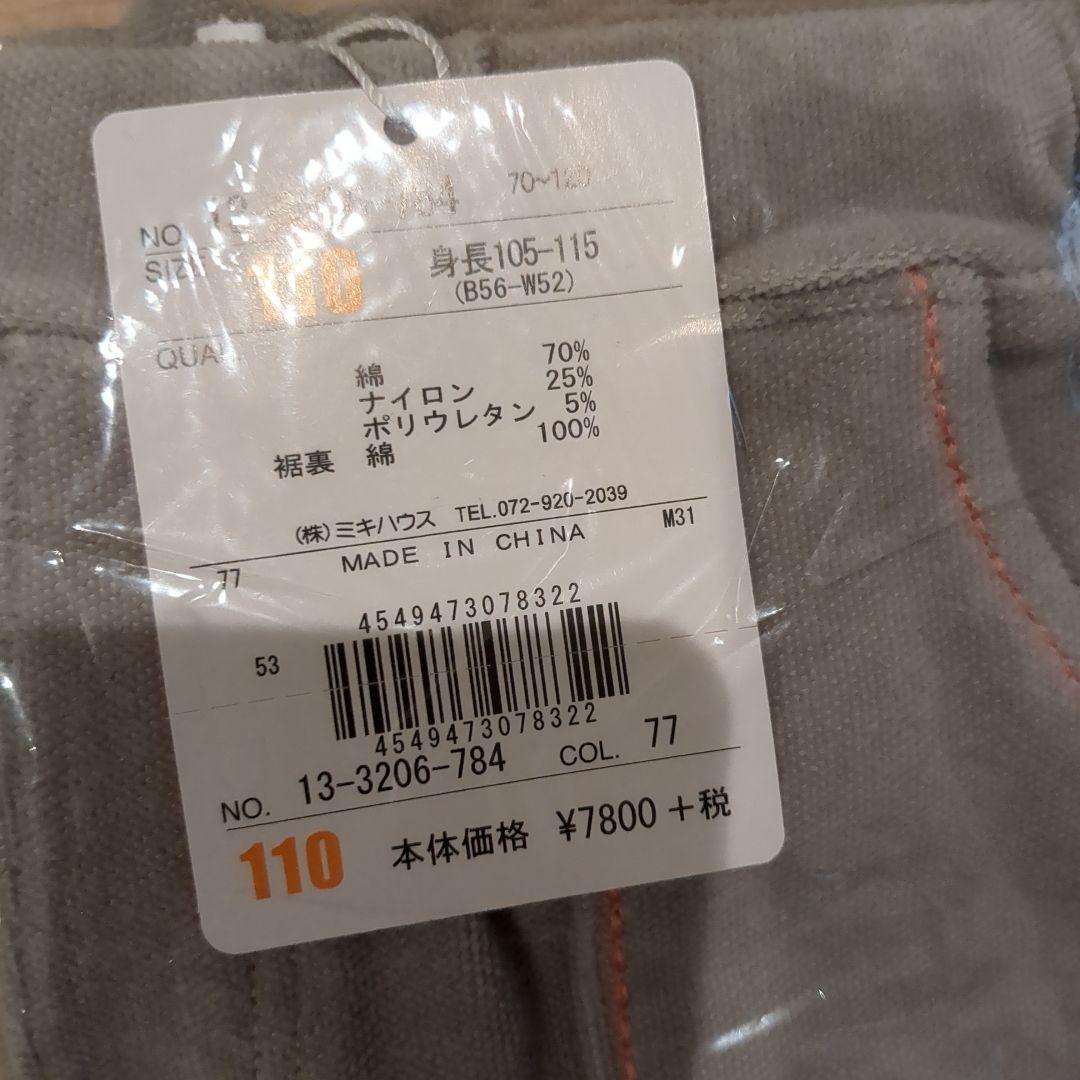 NO. 70~120
SIZE 110 身長105-115
(B56-W52)
綿 70%
ナイロン 25%
ポリウレタン 5%
裾裏 綿 100%
(株)ミキハウス TEL.072-920-2039
MADE IN CHINA M31
77
4549473078322
53
4549473078322
NO. 13-3206-784 COL. 77
110 本体価格 ¥7800+税